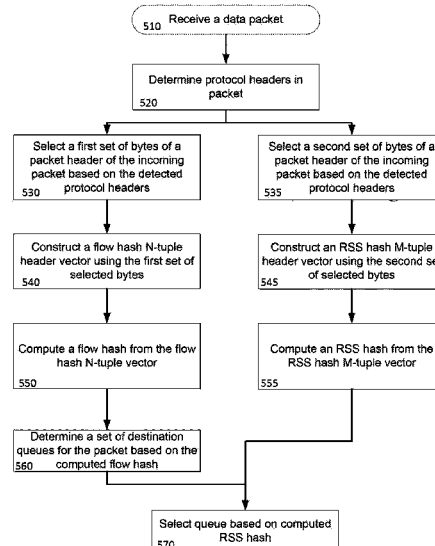 Receive a data packet
510
Determine protocol headers in
packet
520
Select a first set of bytes of a
packet header of the incoming
packet based on the detected
protocol headers
530
Select a second set of bytes of a
packet header of the incoming
packet based on the detected
protocol headers
535
Construct a flow hash N-tuple
header vector using the first set of
selected bytes
540
Construct an RSS hash M-tuple
header vector using the second set
of selected bytes
545
Compute a flow hash from the flow
hash N-tuple vector
550
Compute an RSS hash from the
RSS hash M-tuple vector
555
Determine a set of destination
queues for the packet based on the
computed flow hash
560
Select queue based on computed
RSS hash
570